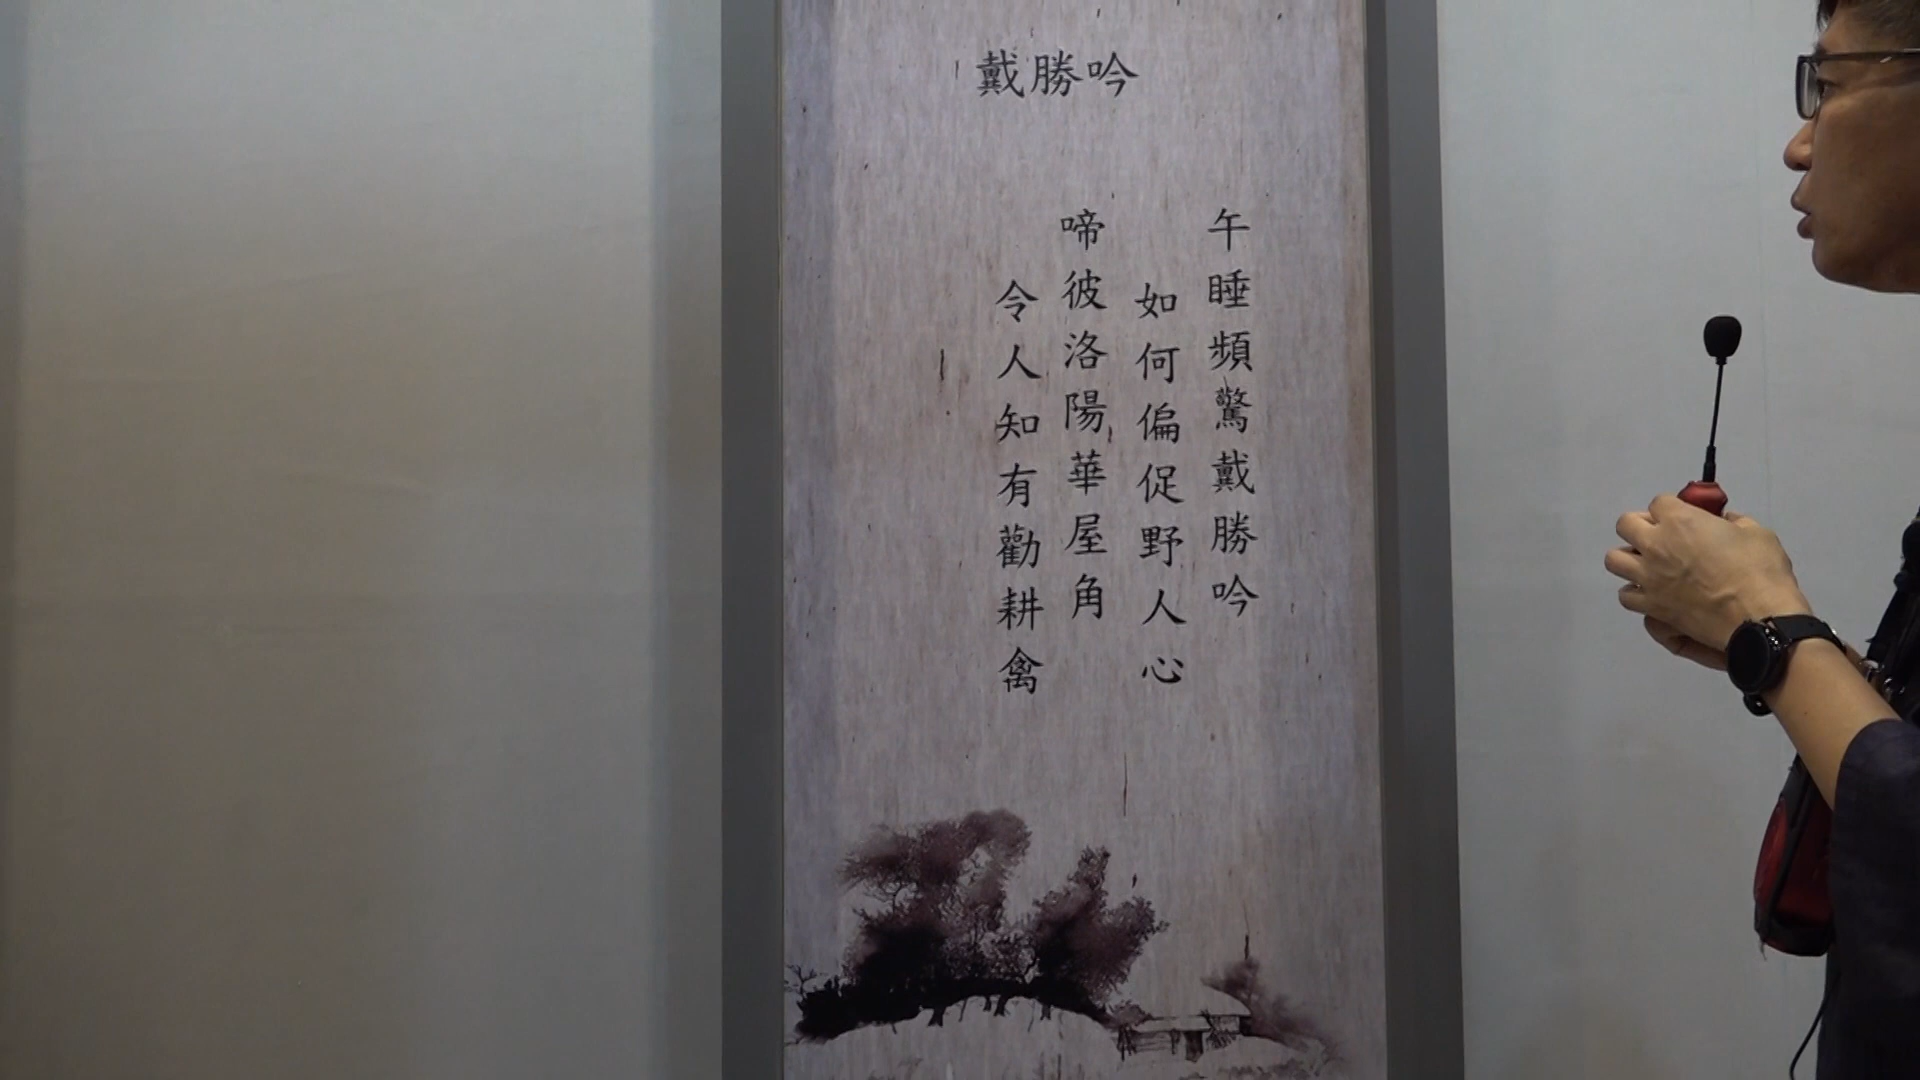 戴勝吟
午睡頻驚戴勝吟
如何偏促野人心
啼彼洛陽華屋角
令人知有勸耕禽